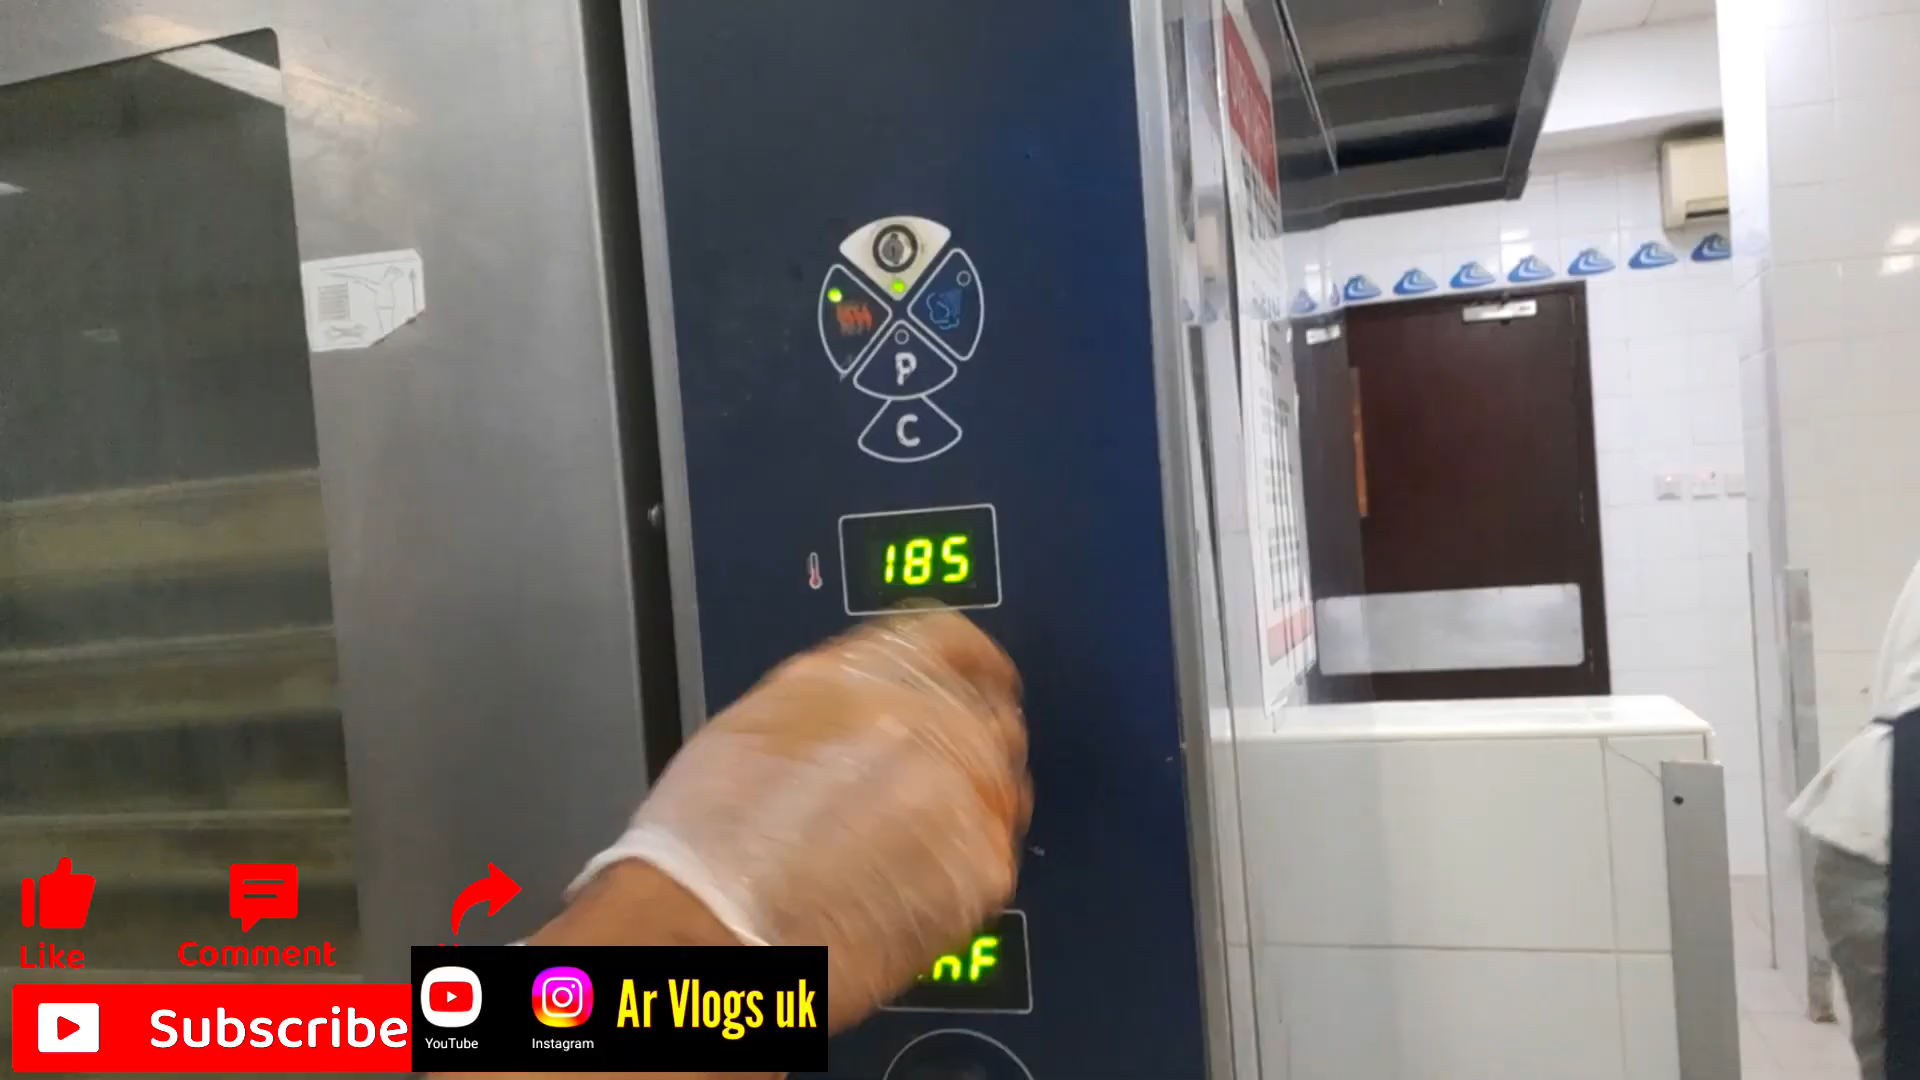 P
C
185
nF
Like
Comment
Subscribe
YouTube
Instagram
Ar Vlogs uk